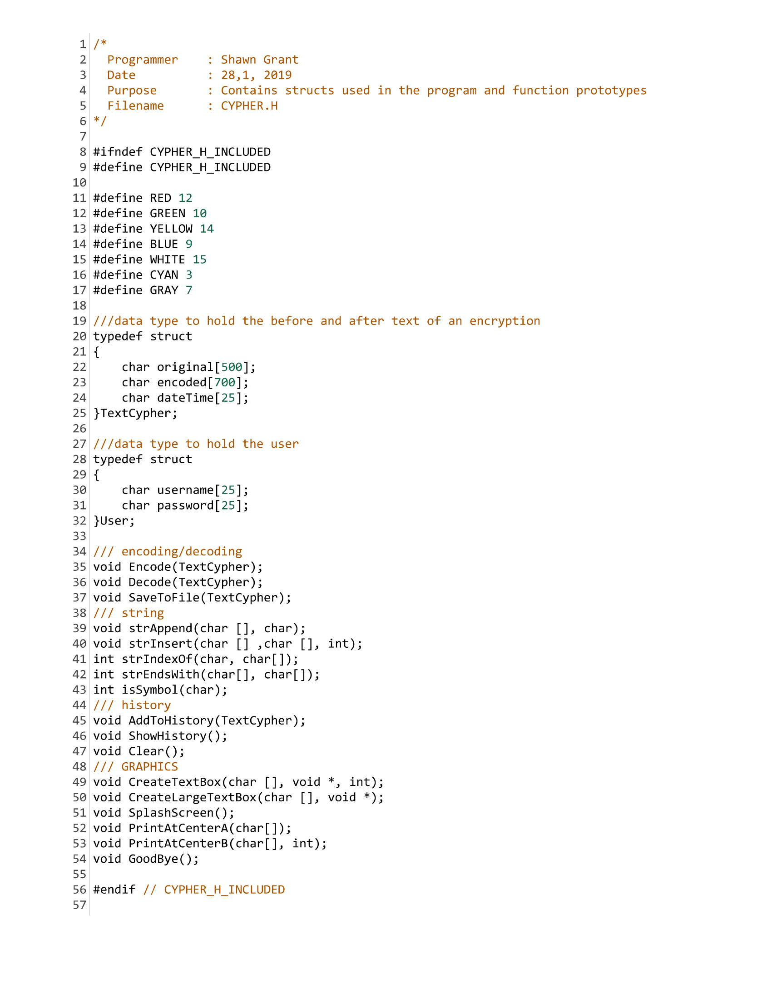 1 /*
2   Programmer    : Shawn Grant
3   Date          : 28,1, 2019
4   Purpose       : Contains structs used in the program and function prototypes
5   Filename      : CYPHER.H
6 */
7
8 #ifndef CYPHER_H_INCLUDED
9 #define CYPHER_H_INCLUDED
10
11 #define RED 12
12 #define GREEN 10
13 #define YELLOW 14
14 #define BLUE 9
15 #define WHITE 15
16 #define CYAN 3
17 #define GRAY 7
18
19 ///data type to hold the before and after text of an encryption
20 typedef struct
21 {
22     char original[500];
23     char encoded[700];
24     char dateTime[25];
25 }TextCypher;
26
27 ///data type to hold the user
28 typedef struct
29 {
30     char username[25];
31     char password[25];
32 }User;
33
34 /// encoding/decoding
35 void Encode(TextCypher);
36 void Decode(TextCypher);
37 void SaveToFile(TextCypher);
38 /// string
39 void strAppend(char [], char);
40 void strInsert(char [] ,char [], int);
41 int strIndexOf(char, char[]);
42 int strEndsWith(char[], char[]);
43 int isSymbol(char);
44 /// history
45 void AddToHistory(TextCypher);
46 void ShowHistory();
47 void Clear();
48 /// GRAPHICS
49 void CreateTextBox(char [], void *, int);
50 void CreateLargeTextBox(char [], void *);
51 void SplashScreen();
52 void PrintAtCenterA(char[]);
53 void PrintAtCenterB(char[], int);
54 void GoodBye();
55
56 #endif // CYPHER_H_INCLUDED
57